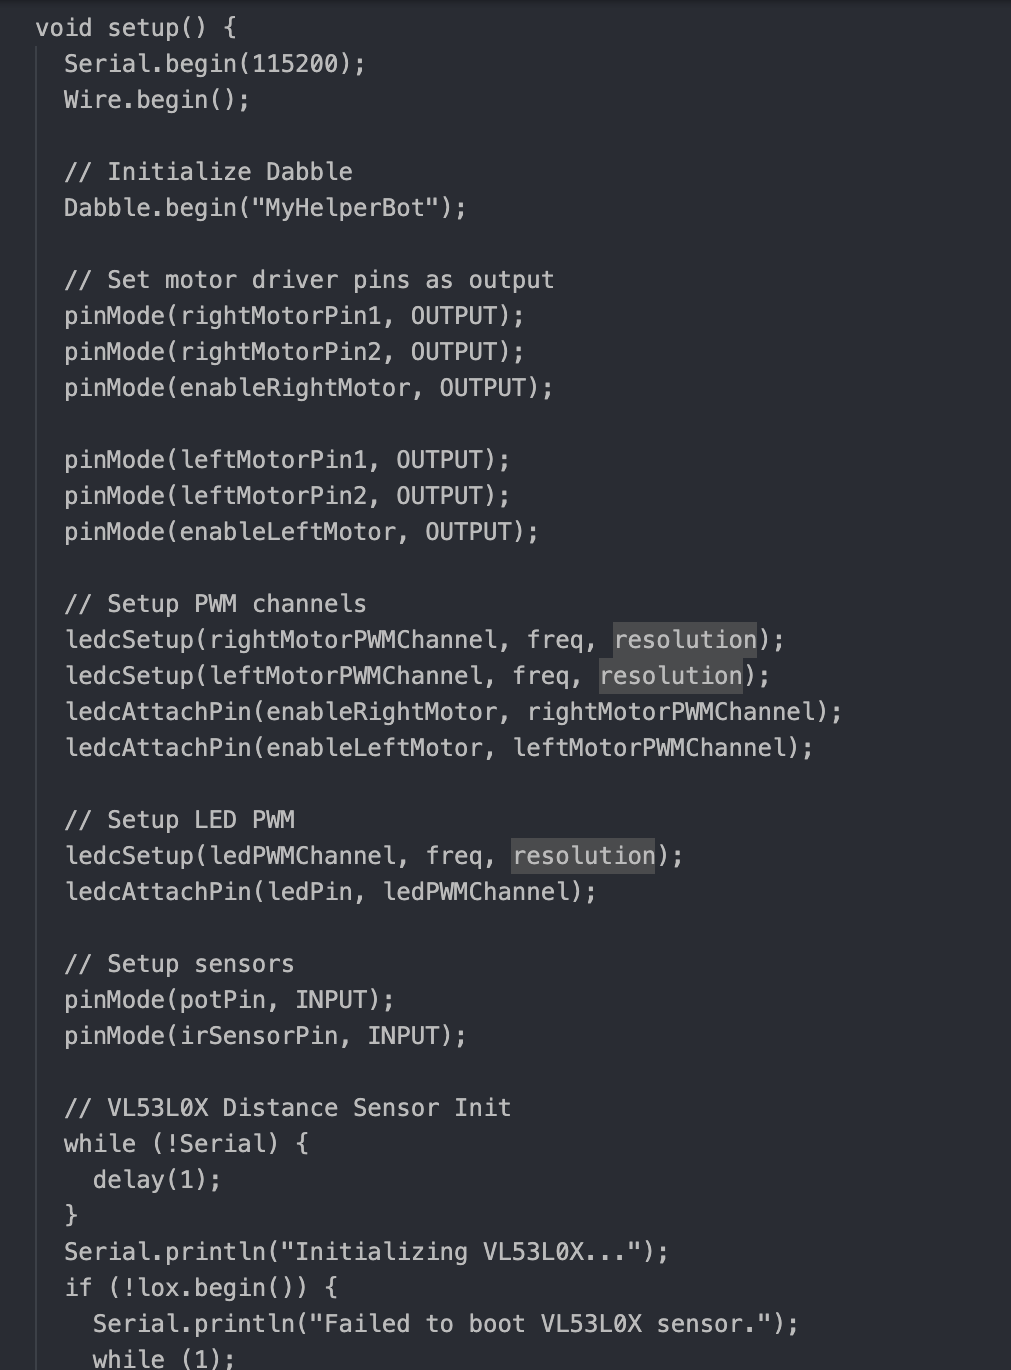 void setup() {
Serial.begin(115200);
Wire.begin();
// Initialize Dabble
Dabble.begin("MyHelperBot");
// Set motor driver pins as output
pinMode(rightMotorPin1, OUTPUT);
pinMode(rightMotorPin2, OUTPUT);
pinMode(enableRightMotor, OUTPUT);
pinMode(leftMotorPin1, OUTPUT);
pinMode(leftMotorPin2, OUTPUT);
pinMode(enableLeftMotor, OUTPUT);
// Setup PWM channels
ledcSetup(rightMotorPWMChannel, freq, resolution);
ledcSetup(leftMotorPWMChannel, freq, resolution);
ledcAttachPin(enableRightMotor, rightMotorPWMChannel);
ledcAttachPin(enableLeftMotor, leftMotorPWMChannel);
// Setup LED PWM
ledcSetup(ledPWMChannel, freq, resolution);
ledcAttachPin(ledPin, ledPWMChannel);
// Setup sensors
pinMode(potPin, INPUT);
pinMode(irSensorPin, INPUT);
// VL53L0X Distance Sensor Init
while (!Serial) {
delay(1);
}
Serial.println("Initializing VL53L0X...");
if (!lox.begin()) {
Serial.println("Failed to boot VL53L0X sensor.");
while (1);